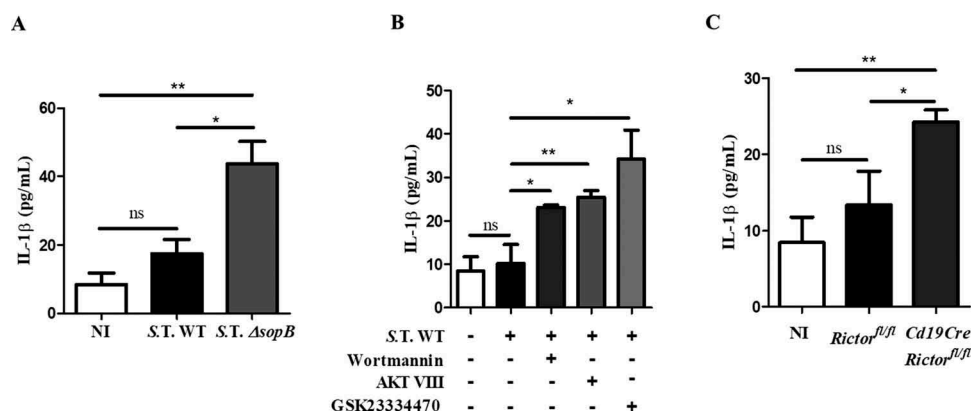 A
IL-1β (pg/mL)
60
40
20
0
**
*
ns
NI S.T. WT S.T. ΔsopB
B
IL-1β (pg/mL)
50
40
30
20
10
0
*
**
*
ns
S.T. WT - + + + +
Wortmannin - - + - -
AKT VIII - - - + -
GSK23334470 - - - - +
C
IL-1β (pg/mL)
30
20
10
0
**
*
ns
NI Rictorfl/fl Cd19Cre
Rictorfl/fl